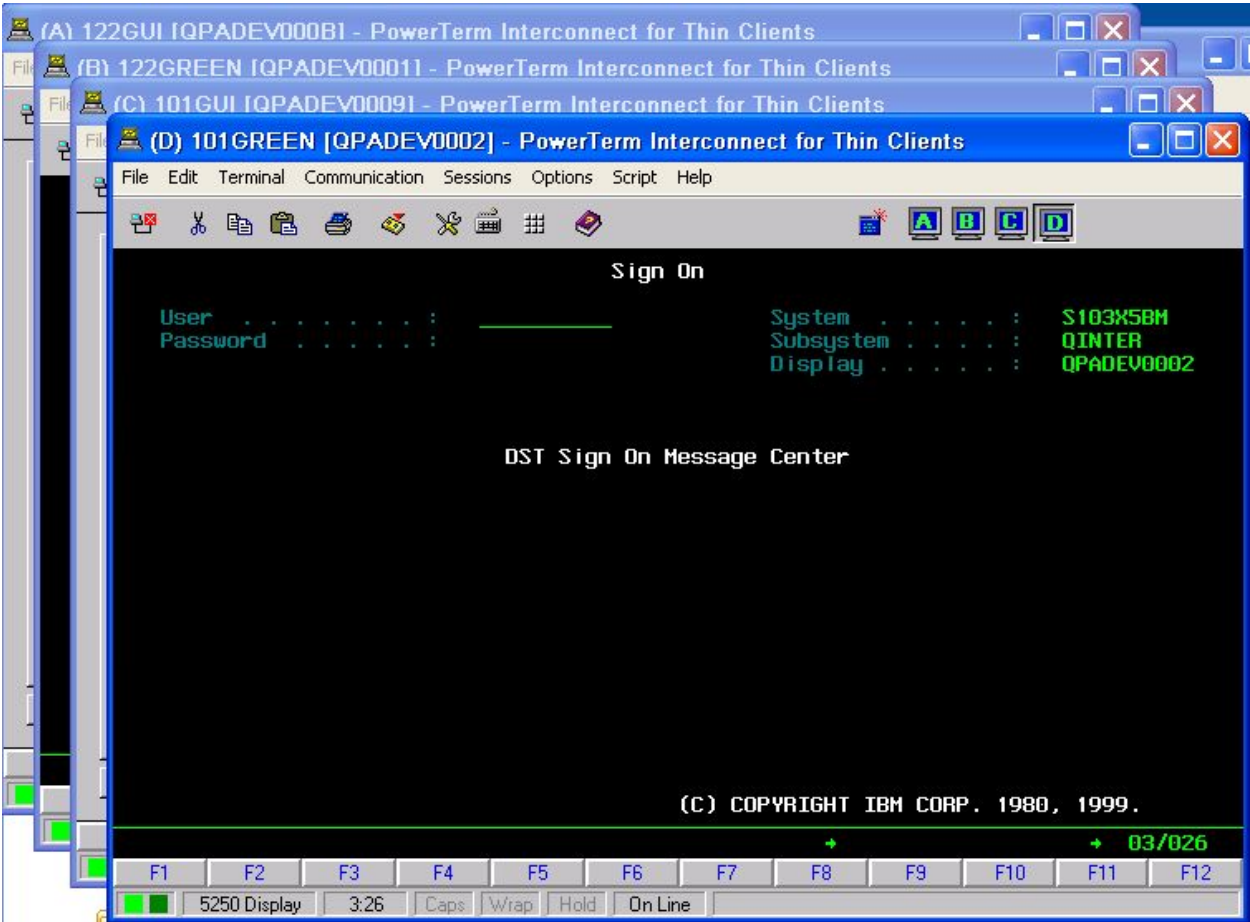 (A) 122GUI [QPADEV000B] - PowerTerm Interconnect for Thin Clients
File
(B) 122GREEN [QPADEV0001] - PowerTerm Interconnect for Thin Clients
File
(C) 101GUI [QPADEV0009] - PowerTerm Interconnect for Thin Clients
File
(D) 101GREEN [QPADEV0002] - PowerTerm Interconnect for Thin Clients
File Edit Terminal Communication Sessions Options Script Help
A B C D
Sign On
User . . . . . . . : System . . . . . : S103X5BM
Password . . . . . : Subsystem . . . . : QINTER
Display . . . . . : QPADEV0002
DST Sign On Message Center
(C) COPYRIGHT IBM CORP. 1980, 1999.
→ → 03/026
F1 F2 F3 F4 F5 F6 F7 F8 F9 F10 F11 F12
5250 Display 3:26 Caps Wrap Hold On Line